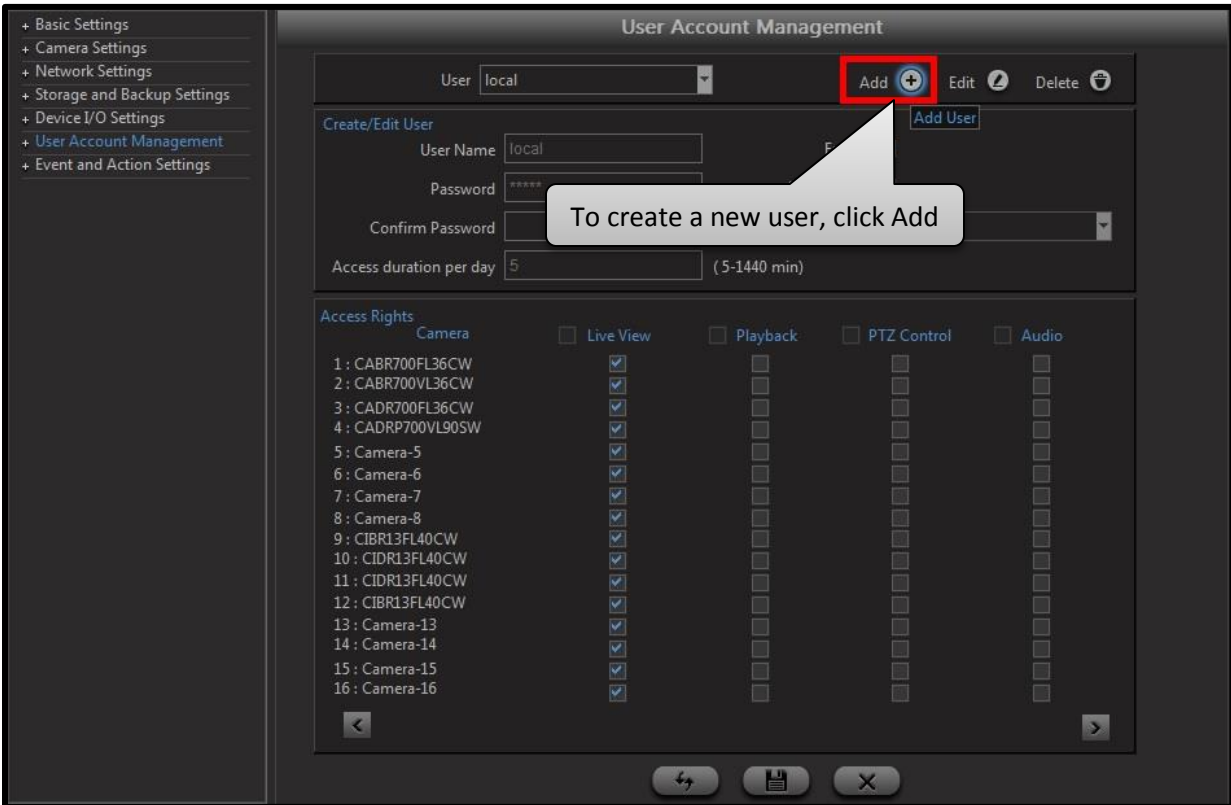 + Basic Settings
+ Camera Settings
+ Network Settings
+ Storage and Backup Settings
+ Device I/O Settings
+ User Account Management
+ Event and Action Settings
User Account Management
User local Add Edit Delete
Add User
Create/Edit User
User Name local
Password *****
To create a new user, click Add
Confirm Password
Access duration per day 5 ( 5-1440 min)
Access Rights
Camera Live View Playback PTZ Control Audio
1 : CABR700FL36CW
2 : CABR700VL36CW
3 : CADR700FL36CW
4 : CADRP700VL90SW
5 : Camera-5
6 : Camera-6
7 : Camera-7
8 : Camera-8
9 : CIBR13FL40CW
10 : CIDR13FL40CW
11 : CIDR13FL40CW
12 : CIBR13FL40CW
13 : Camera-13
14 : Camera-14
15 : Camera-15
16 : Camera-16